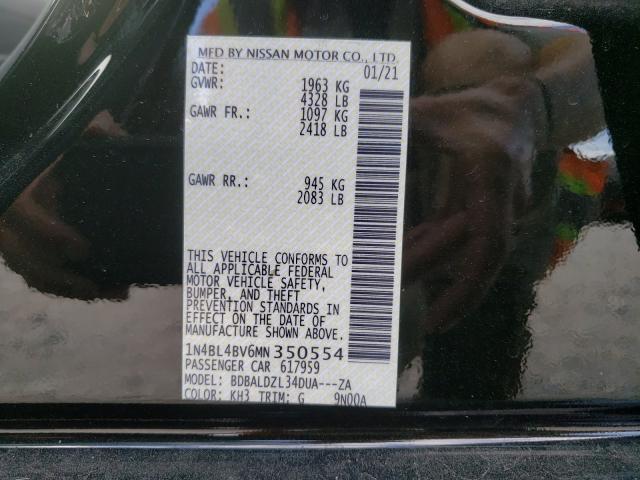 MFD BY NISSAN MOTOR CO., LTD
DATE: 01/21
GVWR: 1963 KG
4328 LB
GAWR FR.: 1097 KG
2418 LB
GAWR RR.: 945 KG
2083 LB
THIS VEHICLE CONFORMS TO
ALL APPLICABLE FEDERAL
MOTOR VEHICLE SAFETY,
BUMPER, AND THEFT
PREVENTION STANDARDS IN
EFFECT ON THE DATE OF
MANUFACTURE SHOWN ABOVE.
1N4BL4BV6MN350554
PASSENGER CAR 617959
MODEL: BDBALDZL34DUA---ZA
COLOR: KH3 TRIM: G 9N00A